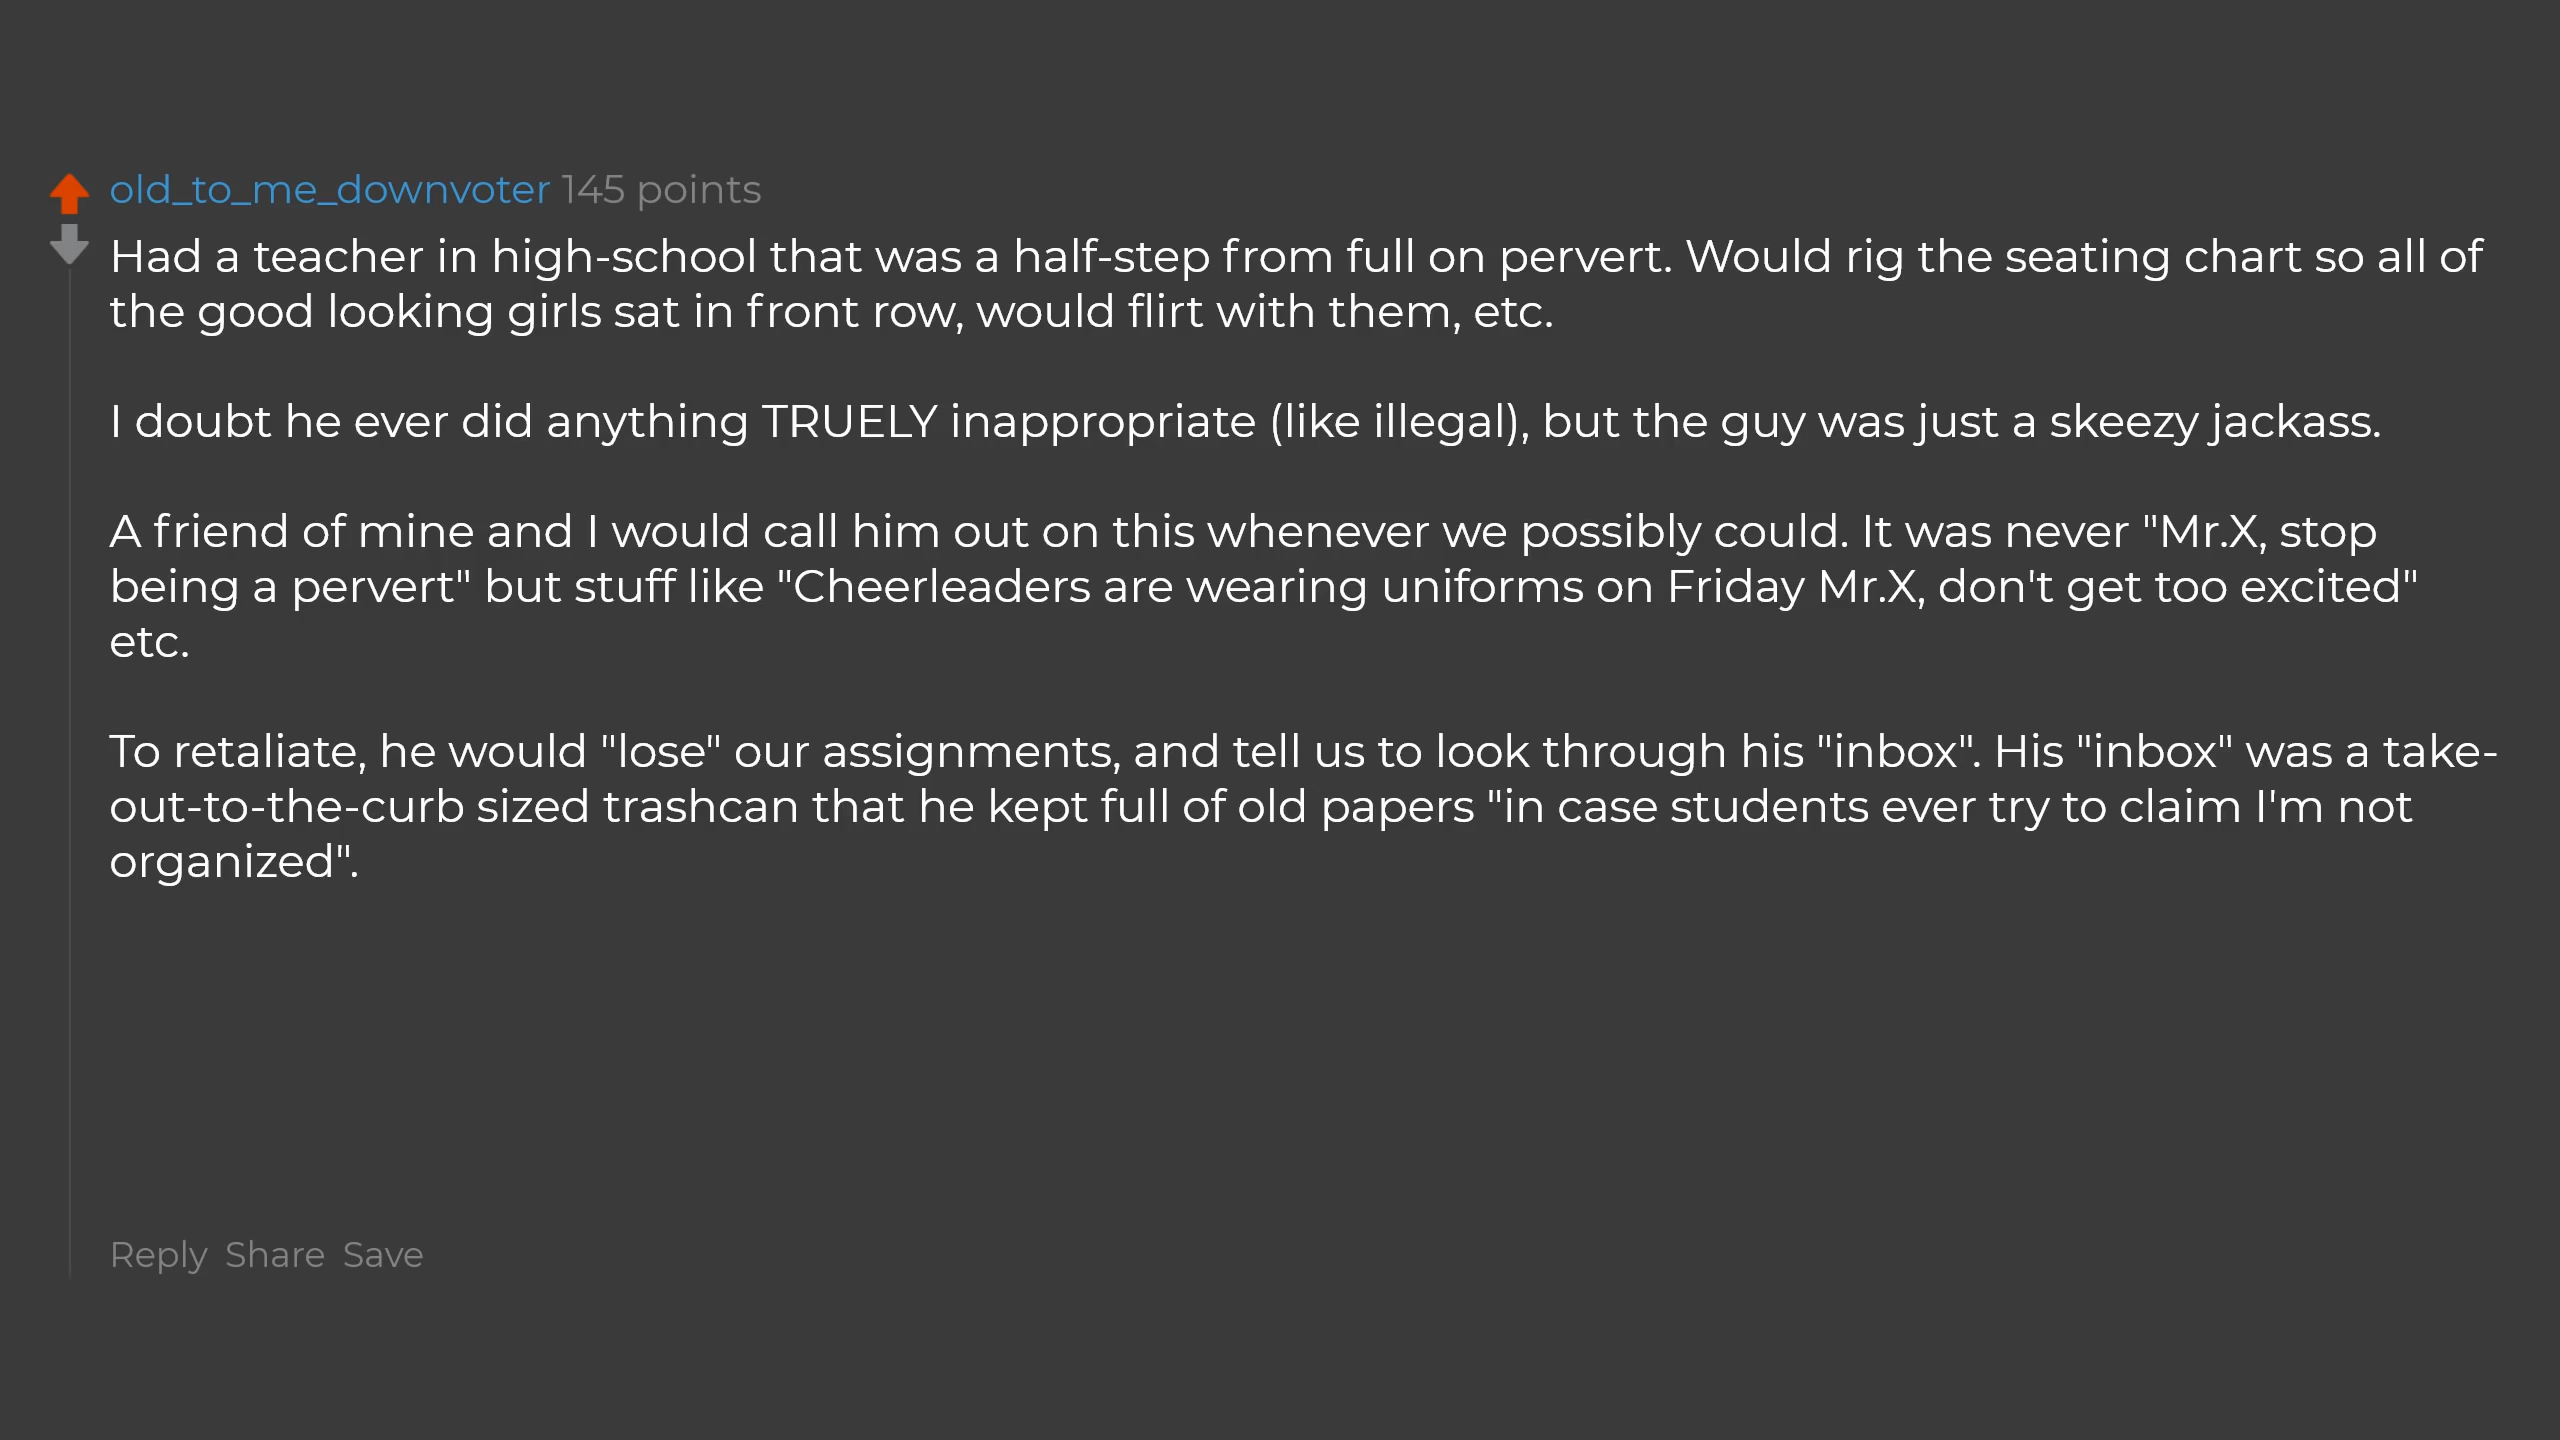 old_to_me_downvoter 145 points
Had a teacher in high-school that was a half-step from full on pervert. Would rig the seating chart so all of
the good looking girls sat in front row, would flirt with them, etc.
I doubt he ever did anything TRUELY inappropriate (like illegal), but the guy was just a skeezy jackass.
A friend of mine and I would call him out on this whenever we possibly could. It was never "Mr.X, stop
being a pervert" but stuff like "Cheerleaders are wearing uniforms on Friday Mr.X, don't get too excited"
etc.
To retaliate, he would "lose" our assignments, and tell us to look through his "inbox". His "inbox" was a take-
out-to-the-curb sized trashcan that he kept full of old papers "in case students ever try to claim I'm not
organized".
Reply Share Save